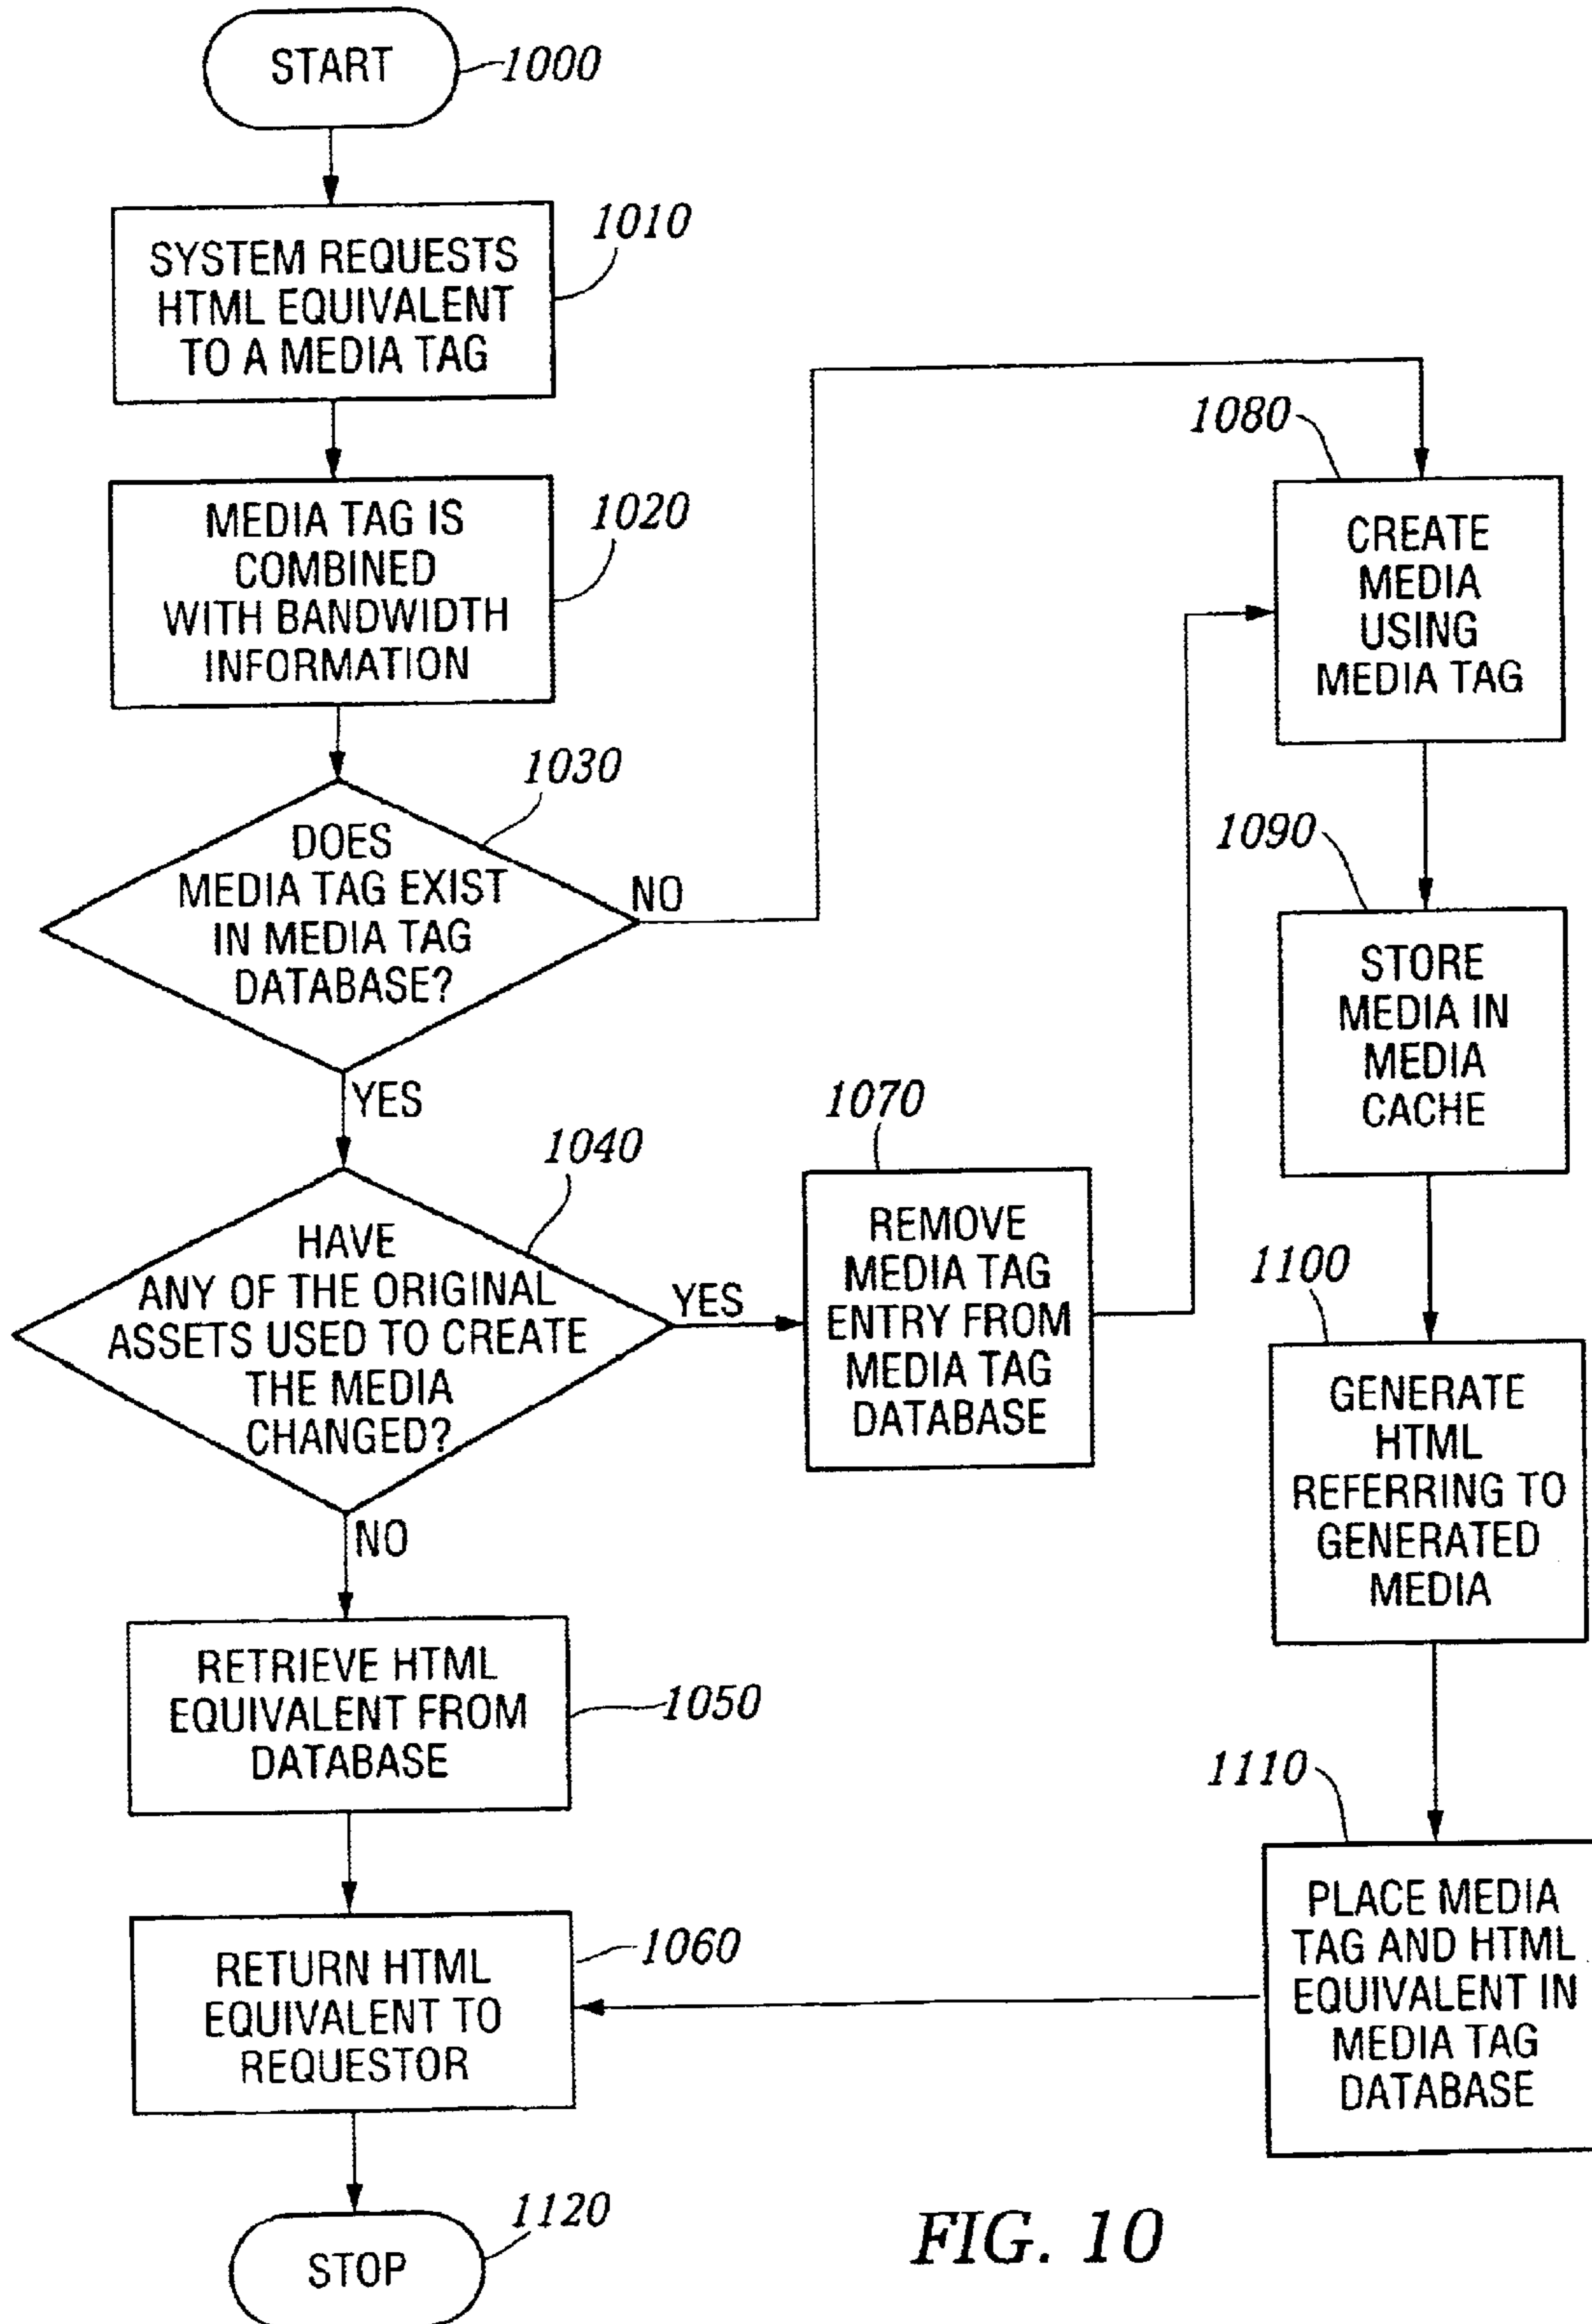 START
1000
SYSTEM REQUESTS
HTML EQUIVALENT
TO A MEDIA TAG
1010
MEDIA TAG IS
COMBINED
WITH BANDWIDTH
INFORMATION
1020
DOES
MEDIA TAG EXIST
IN MEDIA TAG
DATABASE?
1030
NO
YES
HAVE
ANY OF THE ORIGINAL
ASSETS USED TO CREATE
THE MEDIA
CHANGED?
1040
YES
NO
RETRIEVE HTML
EQUIVALENT FROM
DATABASE
1050
RETURN HTML
EQUIVALENT TO
REQUESTOR
1060
STOP
1120
1070
REMOVE
MEDIA TAG
ENTRY FROM
MEDIA TAG
DATABASE
1080
CREATE
MEDIA
USING
MEDIA TAG
1090
STORE
MEDIA IN
MEDIA
CACHE
1100
GENERATE
HTML
REFERRING TO
GENERATED
MEDIA
1110
PLACE MEDIA
TAG AND HTML
EQUIVALENT IN
MEDIA TAG
DATABASE
FIG. 10